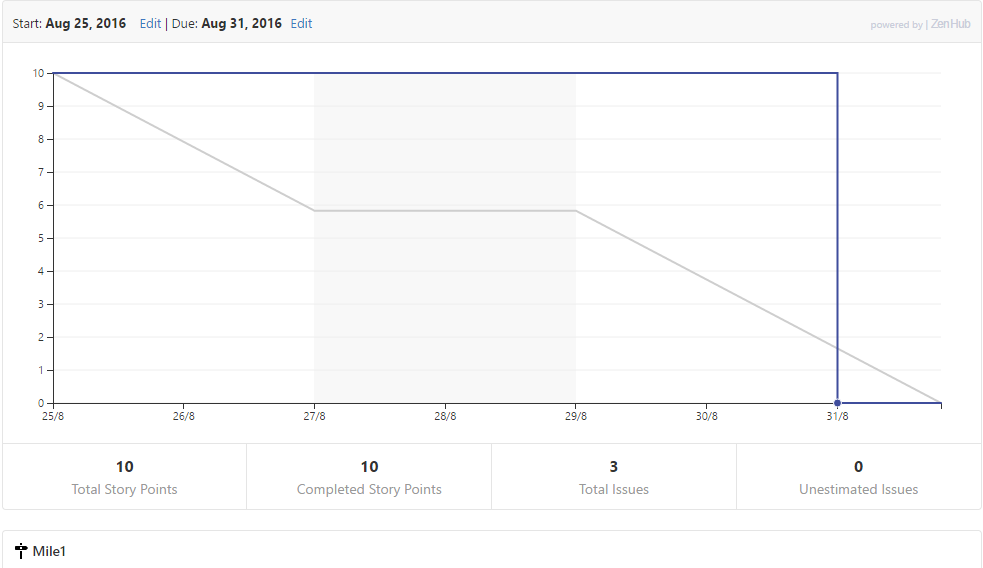 Start: Aug 25, 2016 Edit | Due: Aug 31, 2016 Edit
powered by | ZenHub
10
9
8
7
6
5
4
3
2
1
0
25/8 26/8 27/8 28/8 29/8 30/8 31/8
10 10 3 0
Total Story Points Completed Story Points Total Issues Unestimated Issues
Mile1